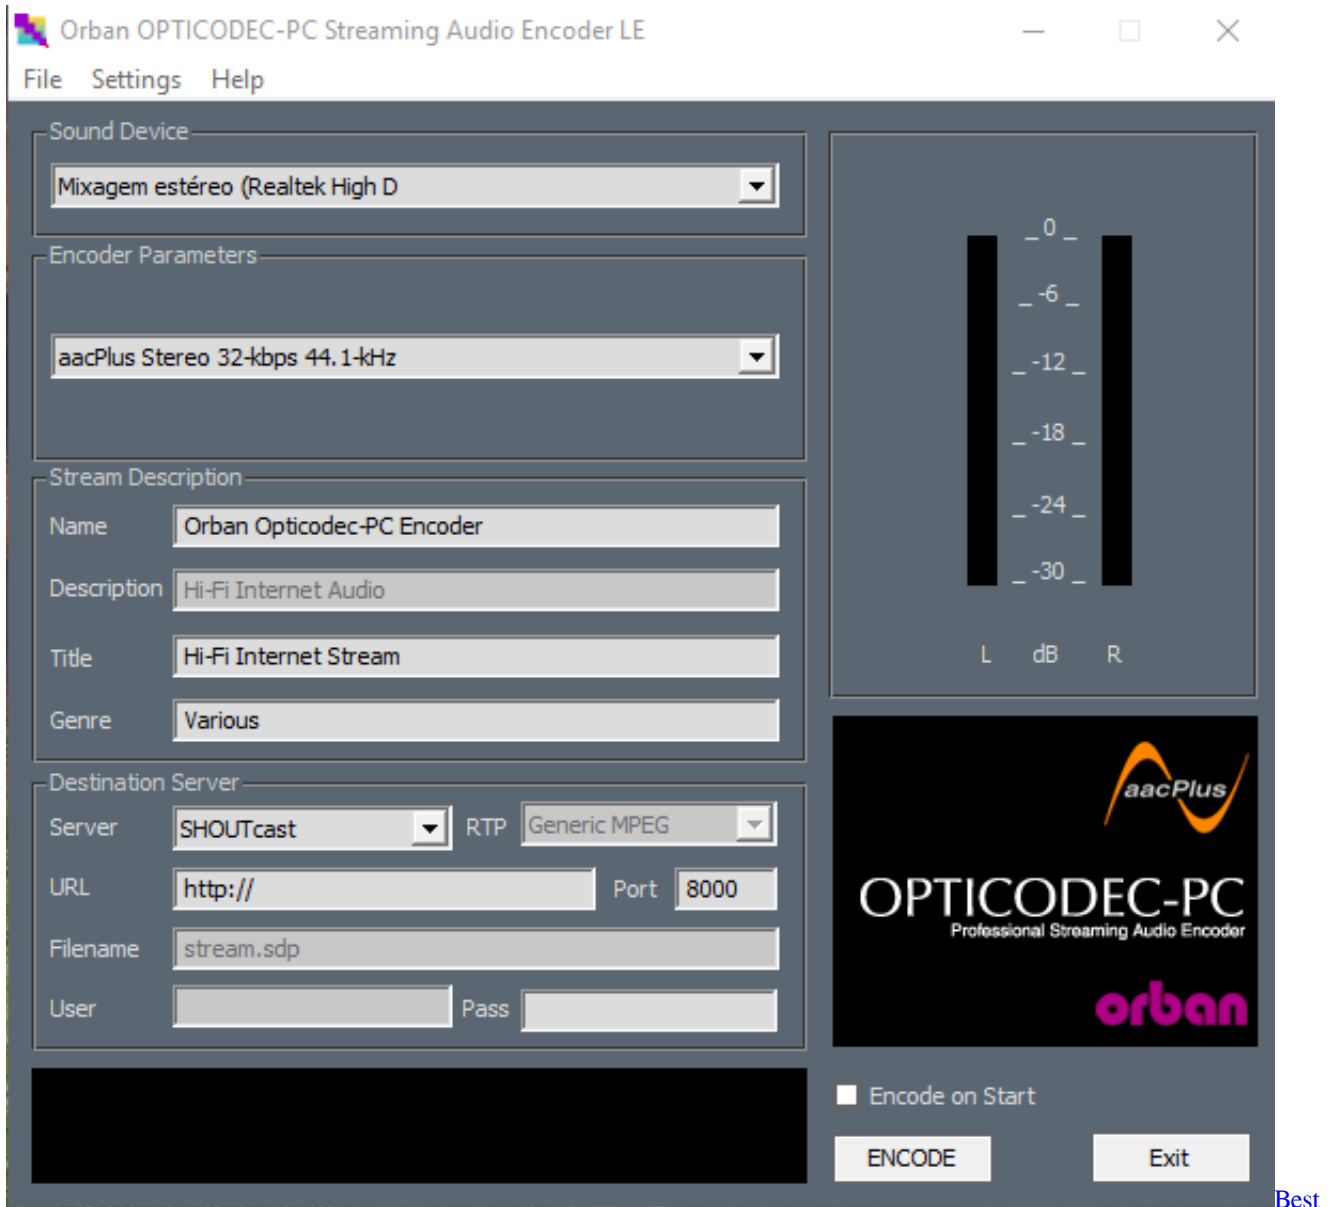 Orban OPTICODEC-PC Streaming Audio Encoder LE
File Settings Help
Sound Device
Mixagem estéreo (Realtek High D
Encoder Parameters
aacPlus Stereo 32-kbps 44.1-kHz
Stream Description
Name Orban Opticodec-PC Encoder
Description Hi-Fi Internet Audio
Title Hi-Fi Internet Stream
Genre Various
Destination Server
Server SHOUTcast RTP Generic MPEG
URL http:// Port 8000
Filename stream.sdp
User Pass
_ 0 _
_ -6 _
_ -12 _
_ -18 _
_ -24 _
_ -30 _
L dB R
aacPlus
OPTICODEC-PC
Professional Streaming Audio Encoder
orban
Encode on Start
ENCODE Exit
Best